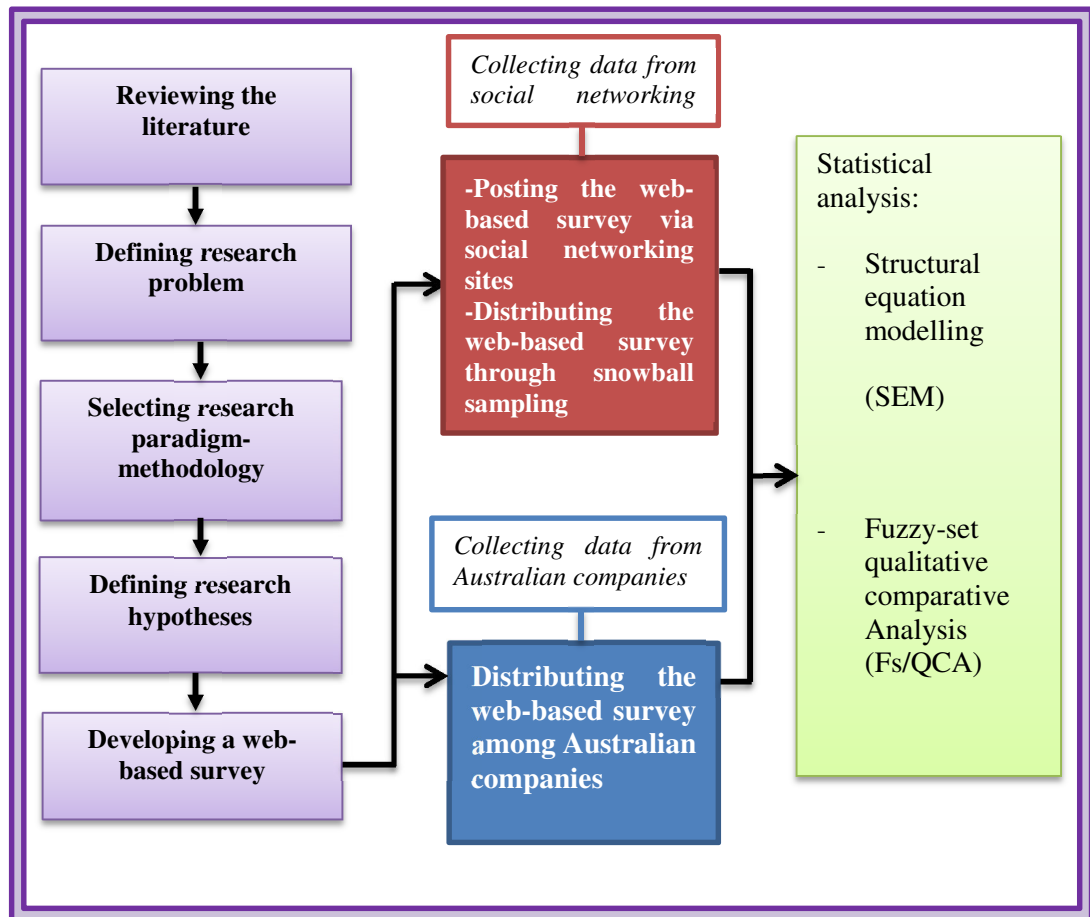 Reviewing the
literature
Defining research
problem
Selecting research
paradigm-
methodology
Defining research
hypotheses
Developing a web-
based survey
Collecting data from
social networking
-Posting the web-
based survey via
social networking
sites
-Distributing the
web-based survey
through snowball
sampling
Collecting data from
Australian companies
Distributing the
web-based survey
among Australian
companies
Statistical
analysis:
- Structural
equation
modelling
(SEM)
- Fuzzy-set
qualitative
comparative
Analysis
(Fs/QCA)